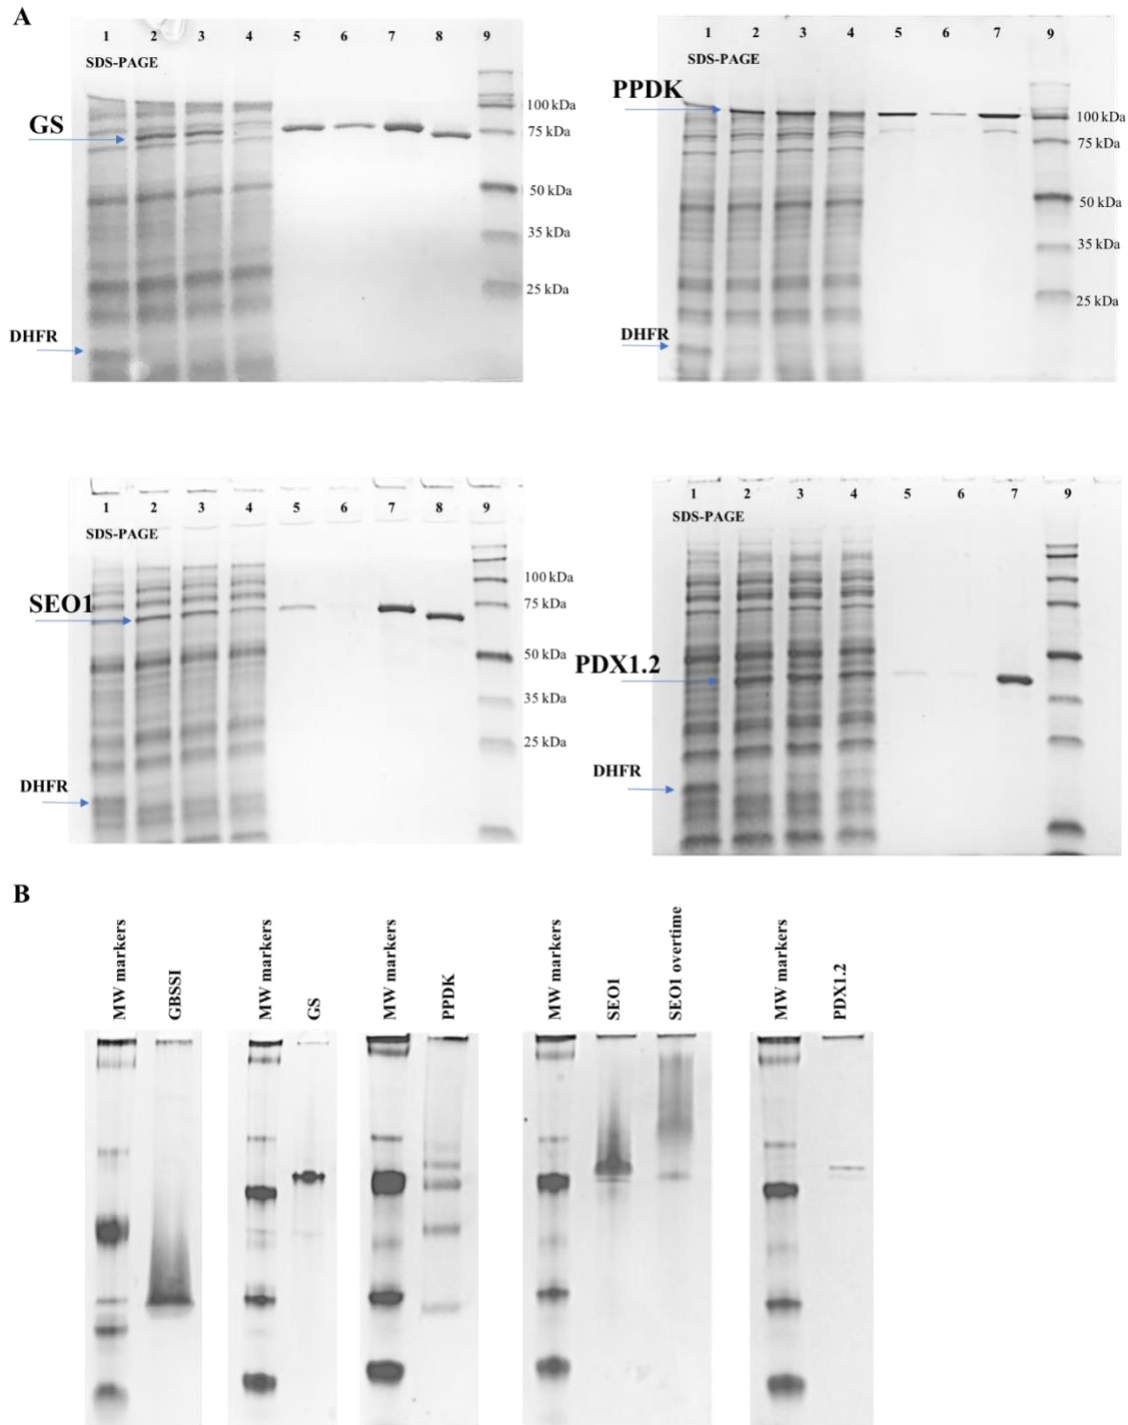 A
1 2 3 4 5 6 7 8 9
SDS-PAGE
GS
100 kDa
75 kDa
50 kDa
35 kDa
25 kDa
DHFR
1 2 3 4 5 6 7 9
SDS-PAGE
PPDK
100 kDa
75 kDa
50 kDa
35 kDa
25 kDa
DHFR
1 2 3 4 5 6 7 8 9
SDS-PAGE
SEO1
100 kDa
75 kDa
50 kDa
35 kDa
25 kDa
DHFR
1 2 3 4 5 6 7 9
SDS-PAGE
PDX1.2
DHFR
B
MW markers
GBSSI
MW markers
GS
MW markers
PPDK
MW markers
SEO1
SEO1 overtime
MW markers
PDX1.2